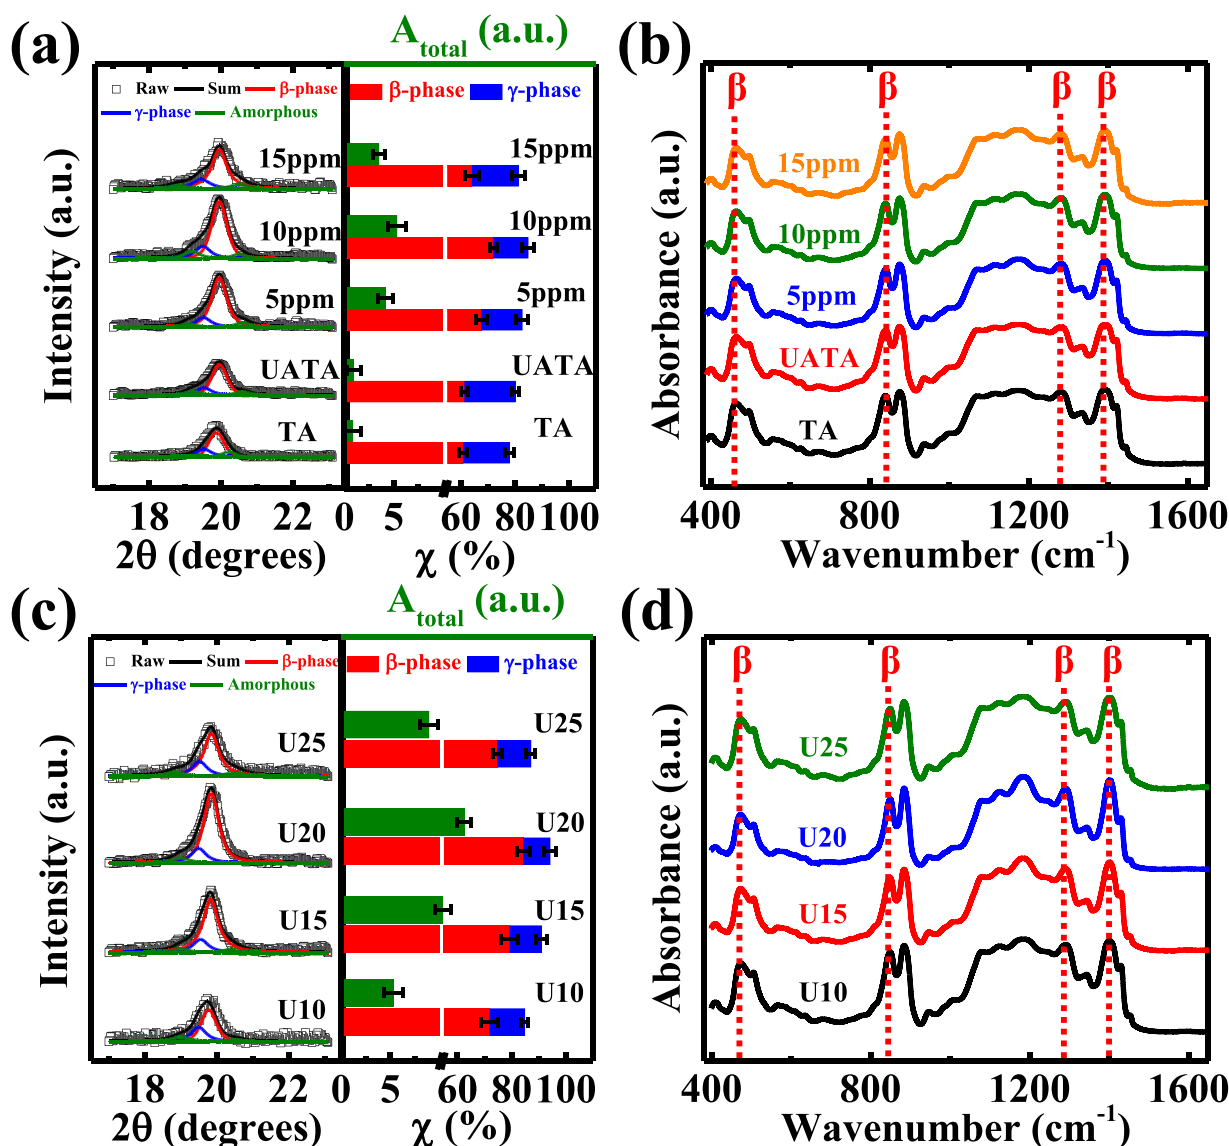 (a)
A_total (a.u.)
Raw Sum β-phase
γ-phase Amorphous
β-phase γ-phase
15ppm 15ppm
10ppm 10ppm
5ppm 5ppm
UATA UATA
TA TA
Intensity (a.u.)
18 20 22 0 5 60 80 100
2θ (degrees) χ (%)
(b)
β β β β
15ppm
10ppm
5ppm
UATA
TA
Absorbance (a.u.)
400 800 1200 1600
Wavenumber (cm⁻¹)
(c)
A_total (a.u.)
Raw Sum β-phase
γ-phase Amorphous
β-phase γ-phase
U25 U25
U20 U20
U15 U15
U10 U10
Intensity (a.u.)
18 20 22 0 5 60 80 100
2θ (degrees) χ (%)
(d)
β β β β
U25
U20
U15
U10
Absorbance (a.u.)
400 800 1200 1600
Wavenumber (cm⁻¹)